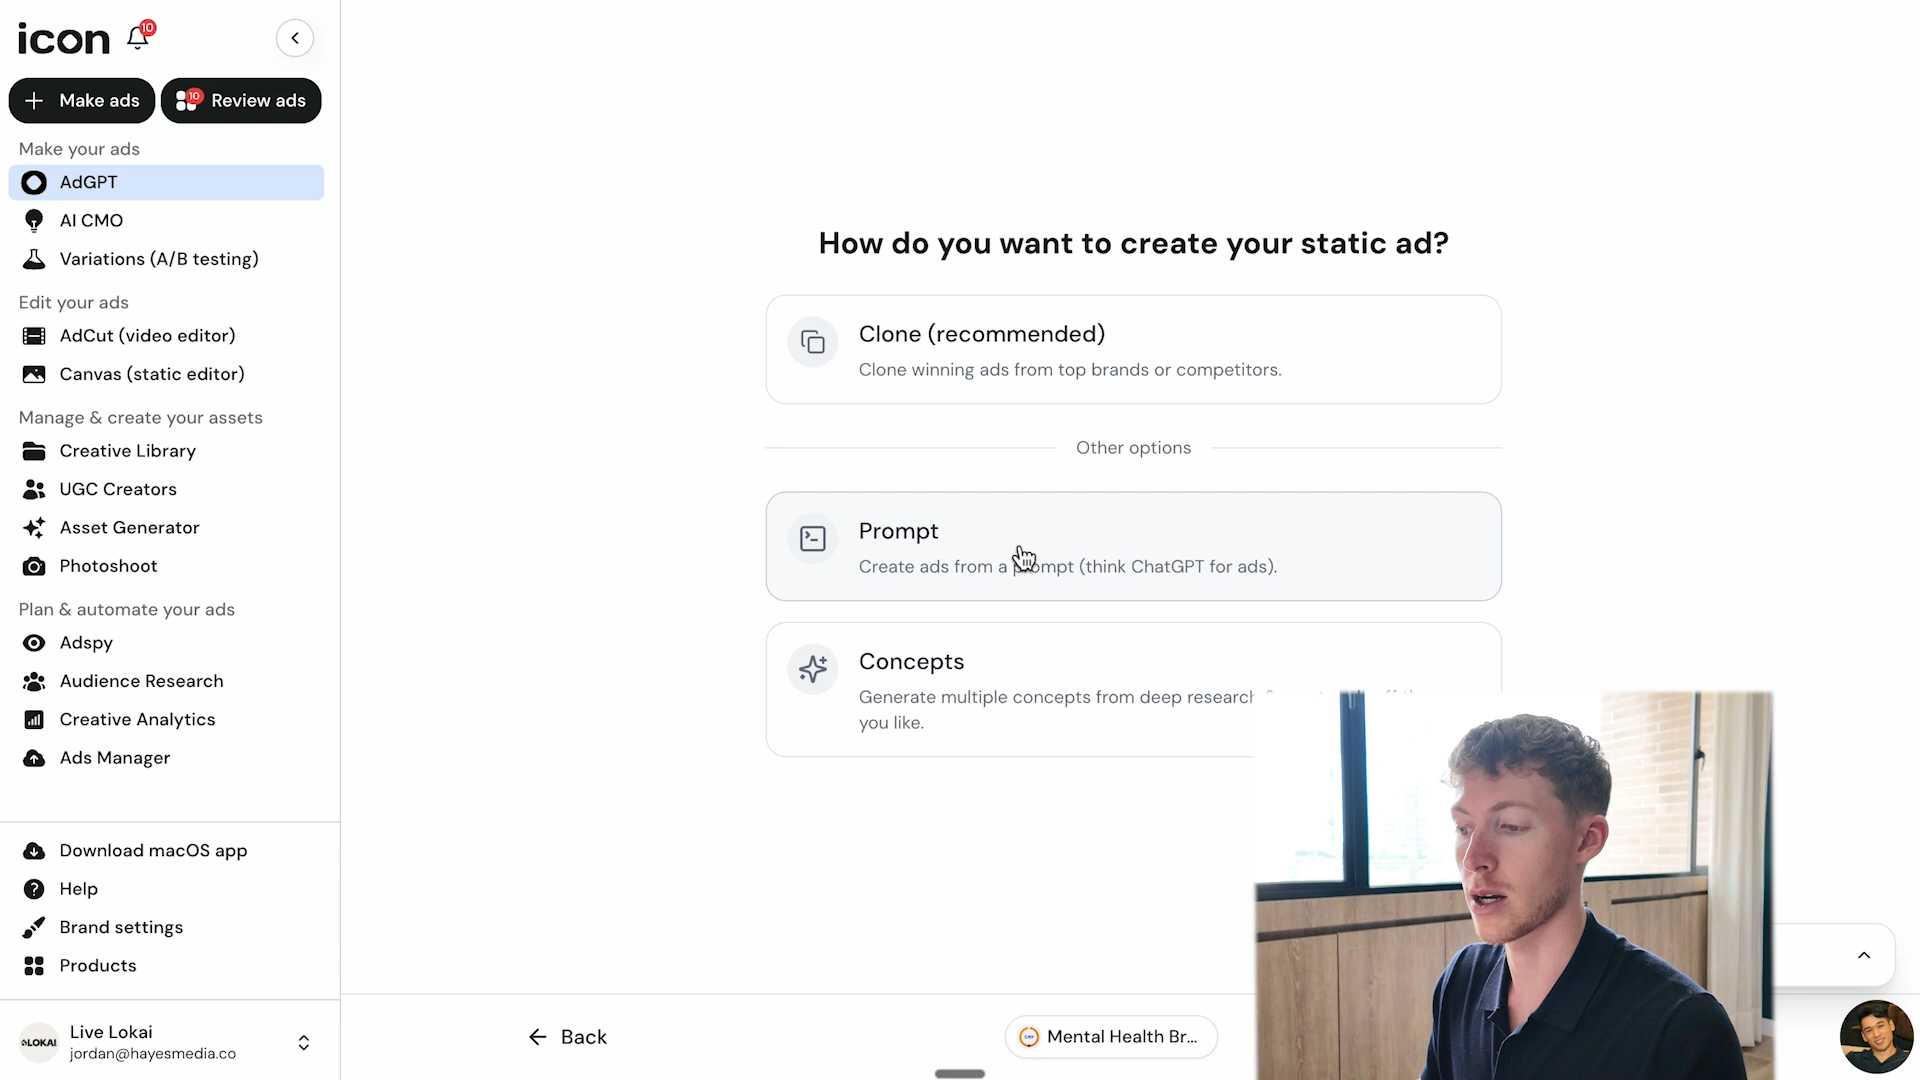 icon
10
Make ads
10
Review ads
Make your ads
AdGPT
AI CMO
Variations (A/B testing)
Edit your ads
AdCut (video editor)
Canvas (static editor)
Manage & create your assets
Creative Library
UGC Creators
Asset Generator
Photoshoot
Plan & automate your ads
Adspy
Audience Research
Creative Analytics
Ads Manager
Download macOS app
Help
Brand settings
Products
LOKAI
Live Lokai
jordan@hayesmedia.co
How do you want to create your static ad?
Clone (recommended)
Clone winning ads from top brands or competitors.
Other options
Prompt
Create ads from a prompt (think ChatGPT for ads).
Concepts
Generate multiple concepts from deep research
you like.
Back
Mental Health Br...